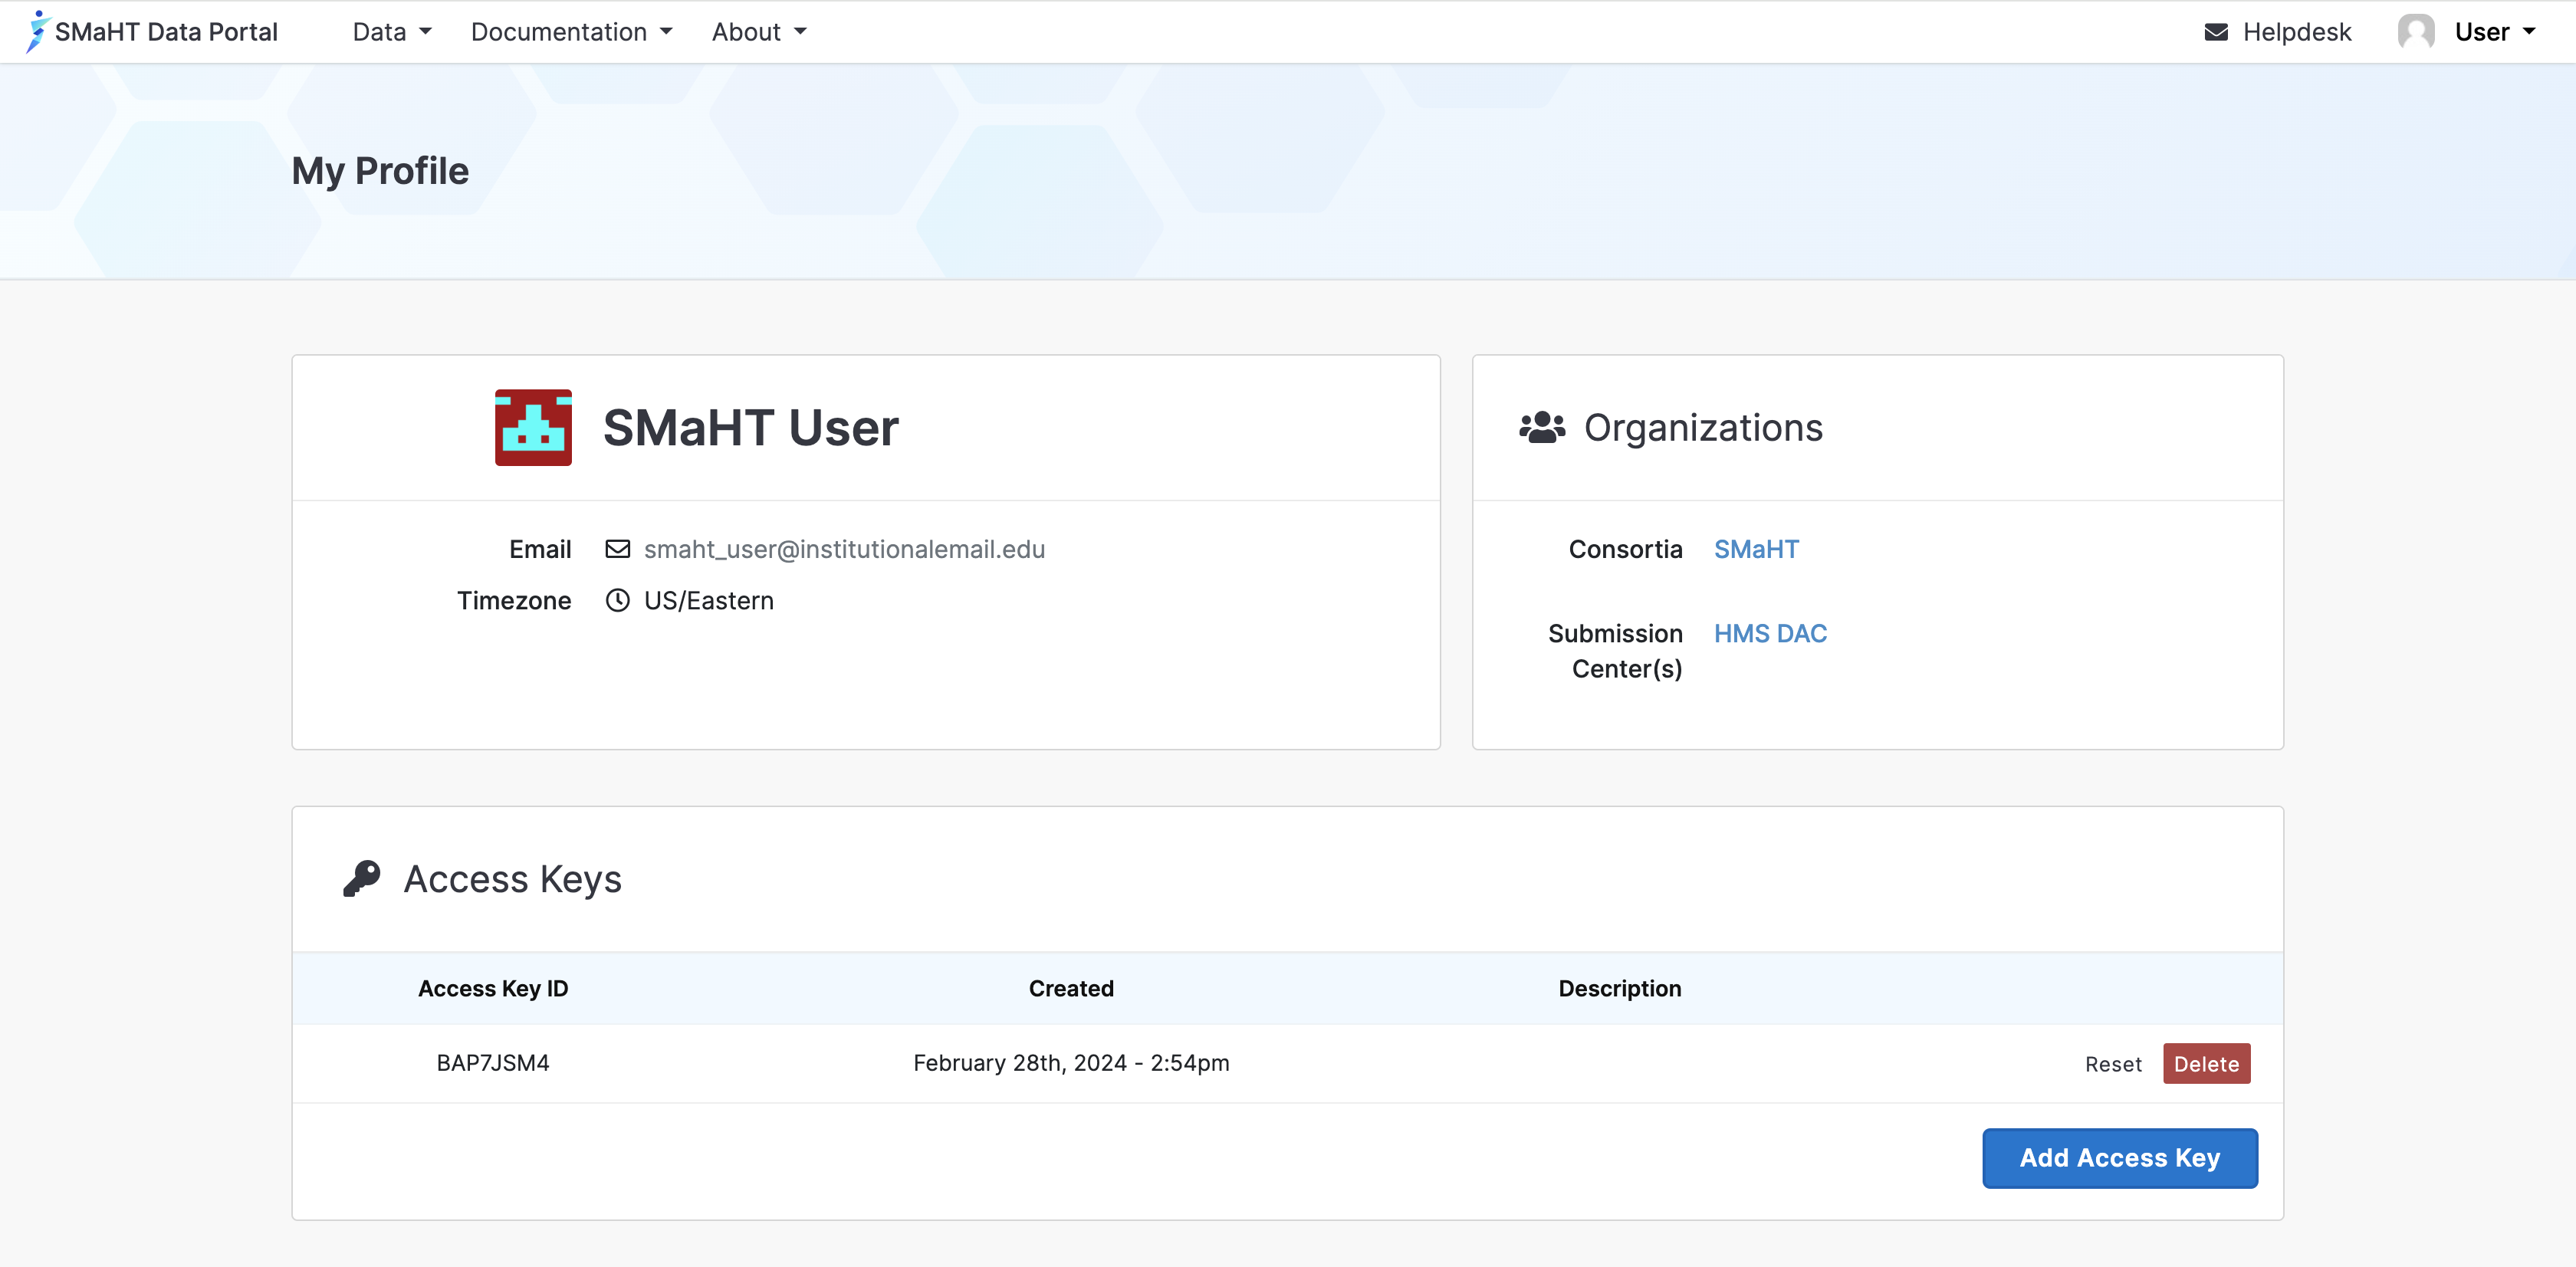 SMaHT Data Portal Data Documentation About Helpdesk User
My Profile
SMaHT User
Email smaht_user@institutionalemail.edu
Timezone US/Eastern
Organizations
Consortia SMaHT
Submission HMS DAC
Center(s)
Access Keys
Access Key ID Created Description
BAP7JSM4 February 28th, 2024 - 2:54pm Reset Delete
Add Access Key